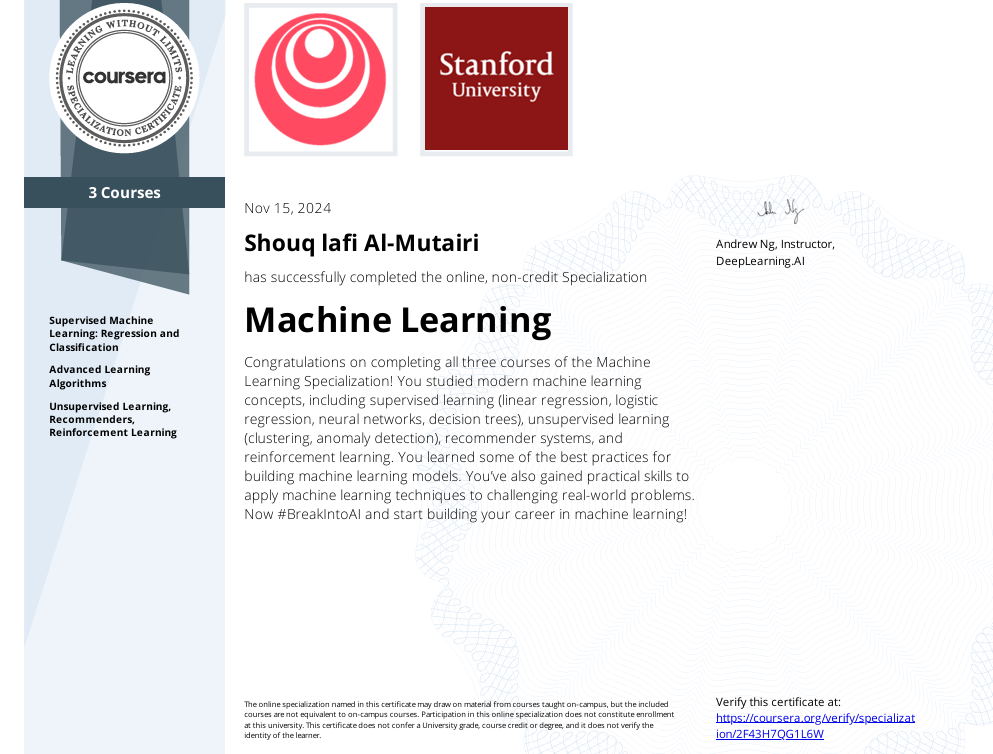 LEARNING WITHOUT LIMITS
coursera
SPECIALIZATION CERTIFICATE
Stanford
University
3 Courses
Supervised Machine
Learning: Regression and
Classification
Advanced Learning
Algorithms
Unsupervised Learning,
Recommenders,
Reinforcement Learning
Nov 15, 2024
Shouq lafi Al-Mutairi
has successfully completed the online, non-credit Specialization
Machine Learning
Congratulations on completing all three courses of the Machine
Learning Specialization! You studied modern machine learning
concepts, including supervised learning (linear regression, logistic
regression, neural networks, decision trees), unsupervised learning
(clustering, anomaly detection), recommender systems, and
reinforcement learning. You learned some of the best practices for
building machine learning models. You’ve also gained practical skills to
apply machine learning techniques to challenging real-world problems.
Now #BreakIntoAI and start building your career in machine learning!
Andrew Ng, Instructor,
DeepLearning.AI
The online specialization named in this certificate may draw on material from courses taught on-campus, but the included
courses are not equivalent to on-campus courses. Participation in this online specialization does not constitute enrollment
at this university. This certificate does not confer a University grade, course credit or degree, and it does not verify the
identity of the learner.
Verify this certificate at:
https://coursera.org/verify/specializat
ion/2F43H7QG1L6W